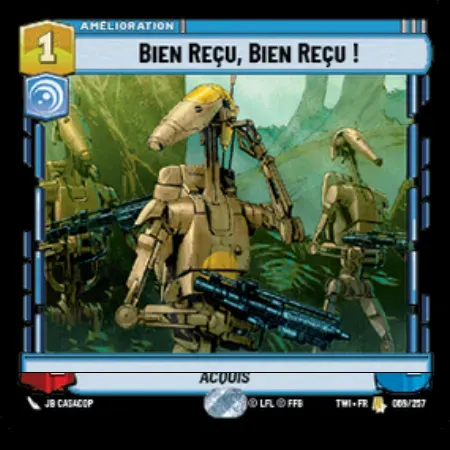 AMÉLIORATION
1
BIEN REÇU, BIEN REÇU !
ACQUIS
JB CASACOP
© LFL © FFG
TWI • FR
069/257